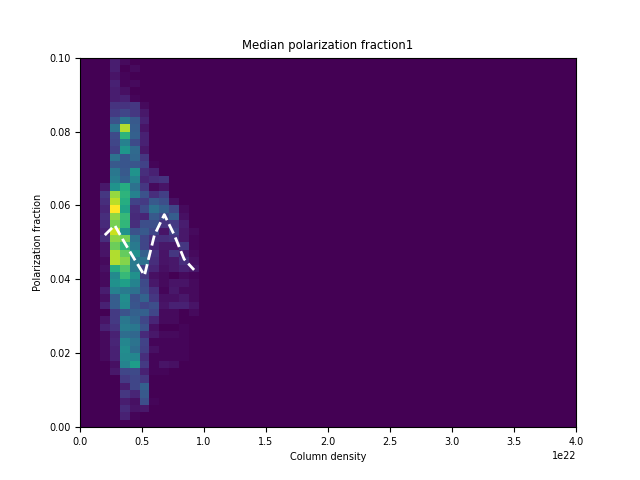 Median polarization fraction1
Polarization fraction
0.10
0.08
0.06
0.04
0.02
0.00
0.0 0.5 1.0 1.5 2.0 2.5 3.0 3.5 4.0
Column density
1e22